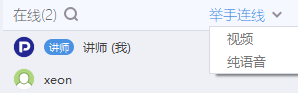 在线(2) 举手连线
讲师 讲师 (我)
视频
纯语音
xeon